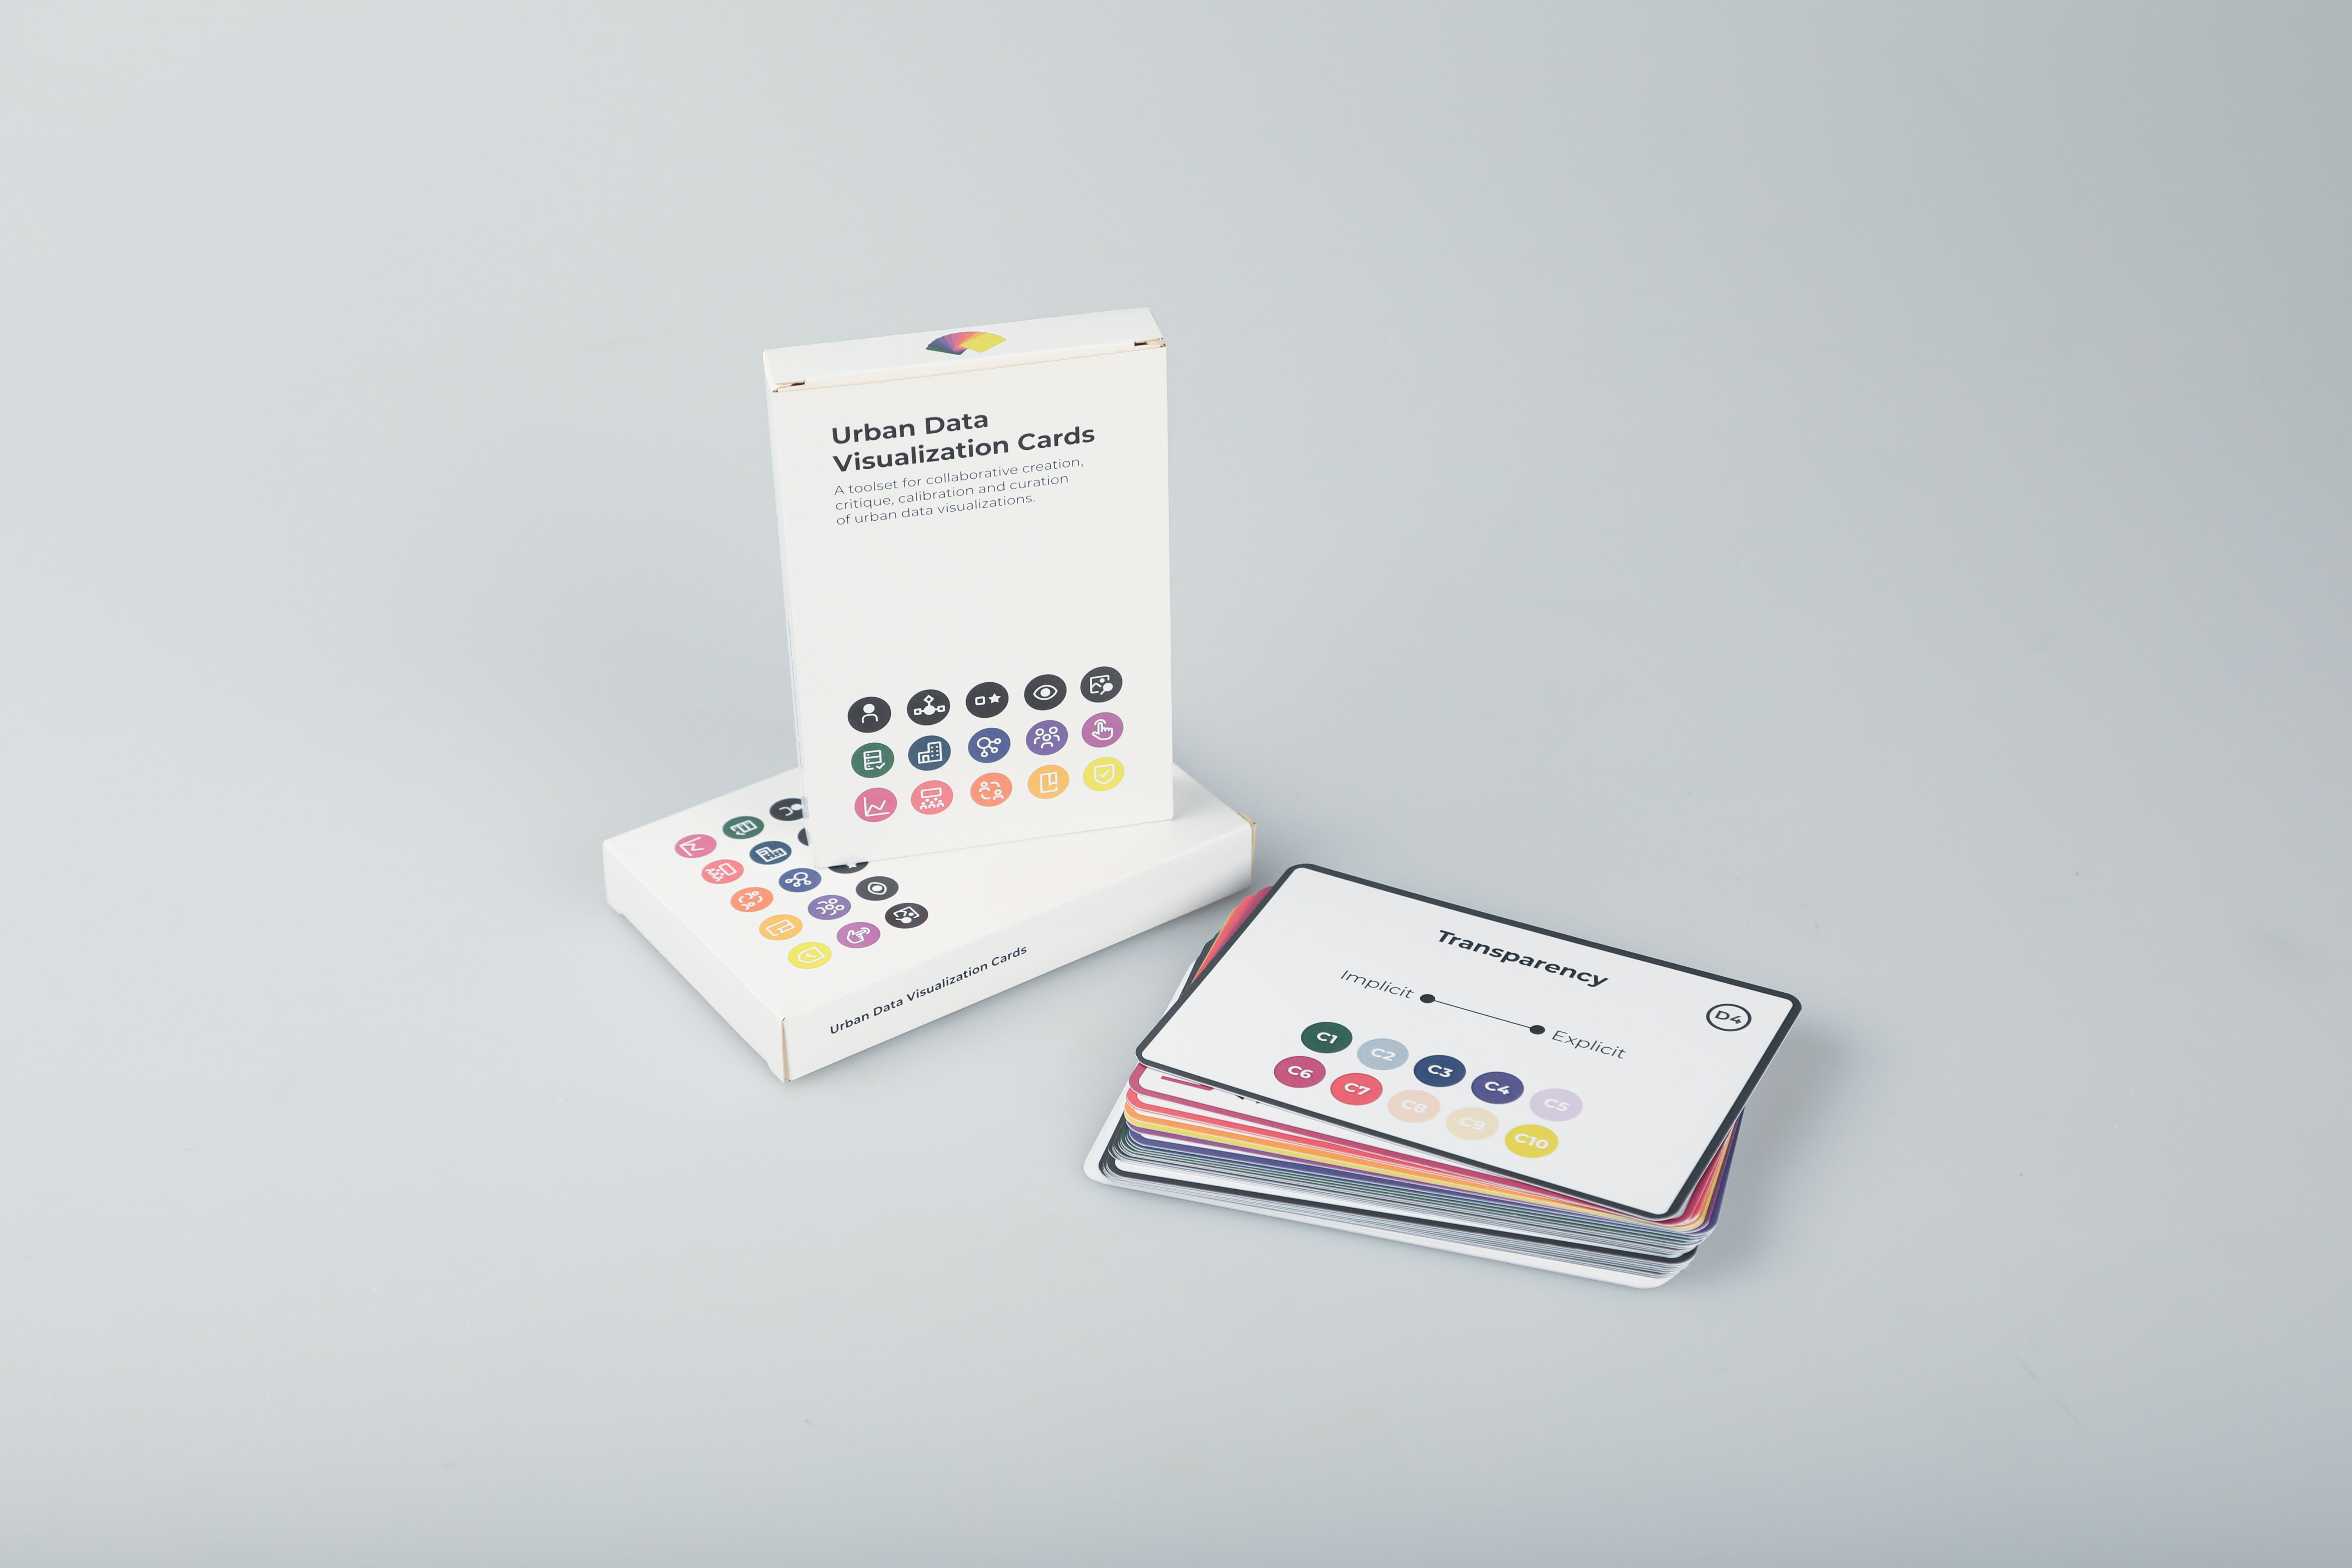 Urban Data
Visualization Cards
A toolset for collaborative creation,
critique, calibration and curation
of urban data visualizations.
Urban Data Visualization Cards
Transparency
Implicit
Explicit
D4
C1 C2 C3 C4 C5
C6 C7 C8 C9 C10